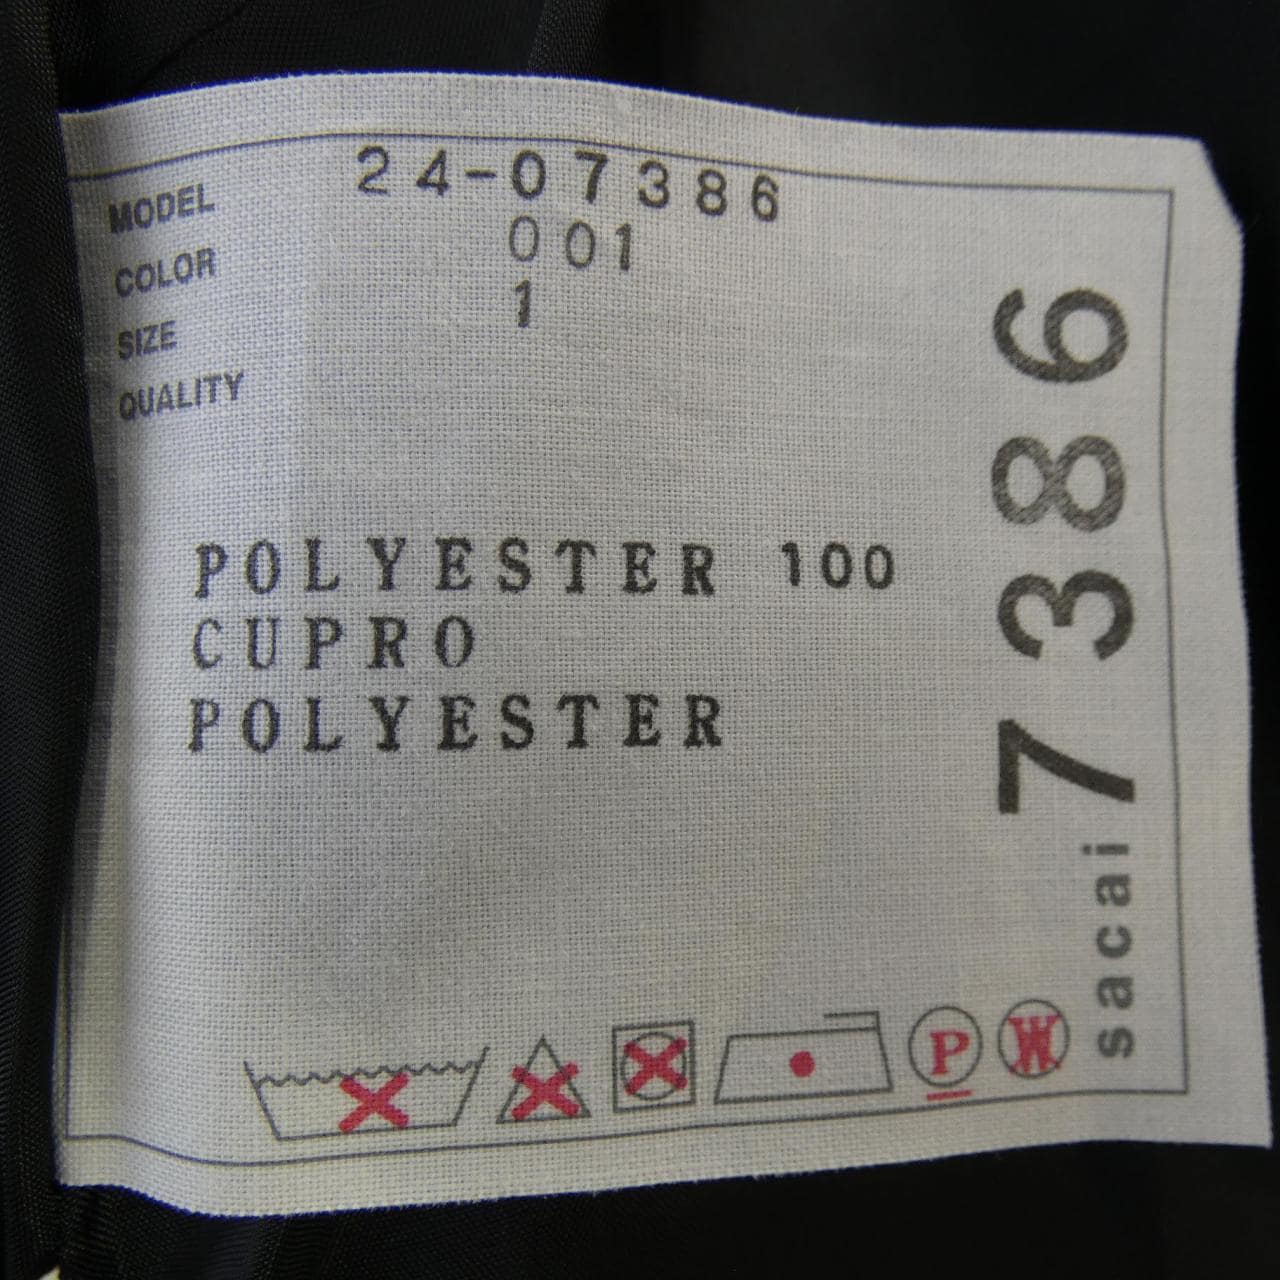 MODEL 24-07386
COLOR 001
SIZE 1
QUALITY
POLYESTER 100
CUPRO
POLYESTER
P W
sacai 7386